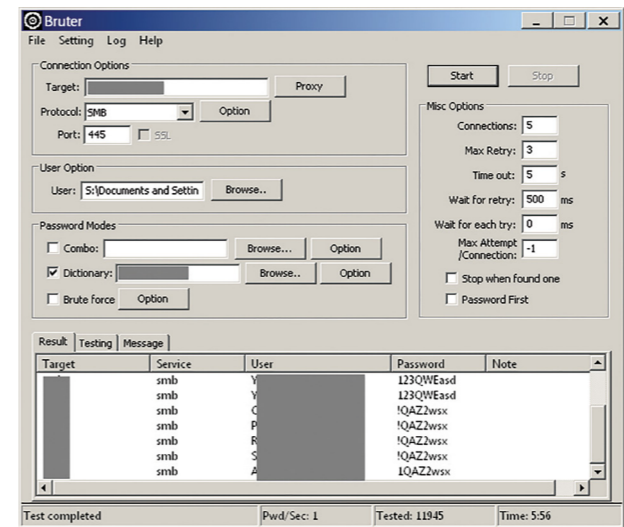 Bruter
File Setting Log Help
Connection Options
Target: Proxy
Protocol: SMB Option
Port: 445 SSL
User Option
User: S:\Documents and Settin Browse..
Password Modes
Combo: Browse... Option
Dictionary: Browse.. Option
Brute force Option
Start Stop
Misc Options
Connections: 5
Max Retry: 3
Time out: 5 s
Wait for retry: 500 ms
Wait for each try: 0 ms
Max Attempt
/Connection: -1
Stop when found one
Password First
Result Testing Message
Target Service User Password Note
smb Y 123QWEasd
smb Y 123QWEasd
smb C !QAZ2wsx
smb P !QAZ2wsx
smb R !QAZ2wsx
smb S !QAZ2wsx
smb A 1QAZ2wsx
Test completed Pwd/Sec: 1 Tested: 11945 Time: 5:56